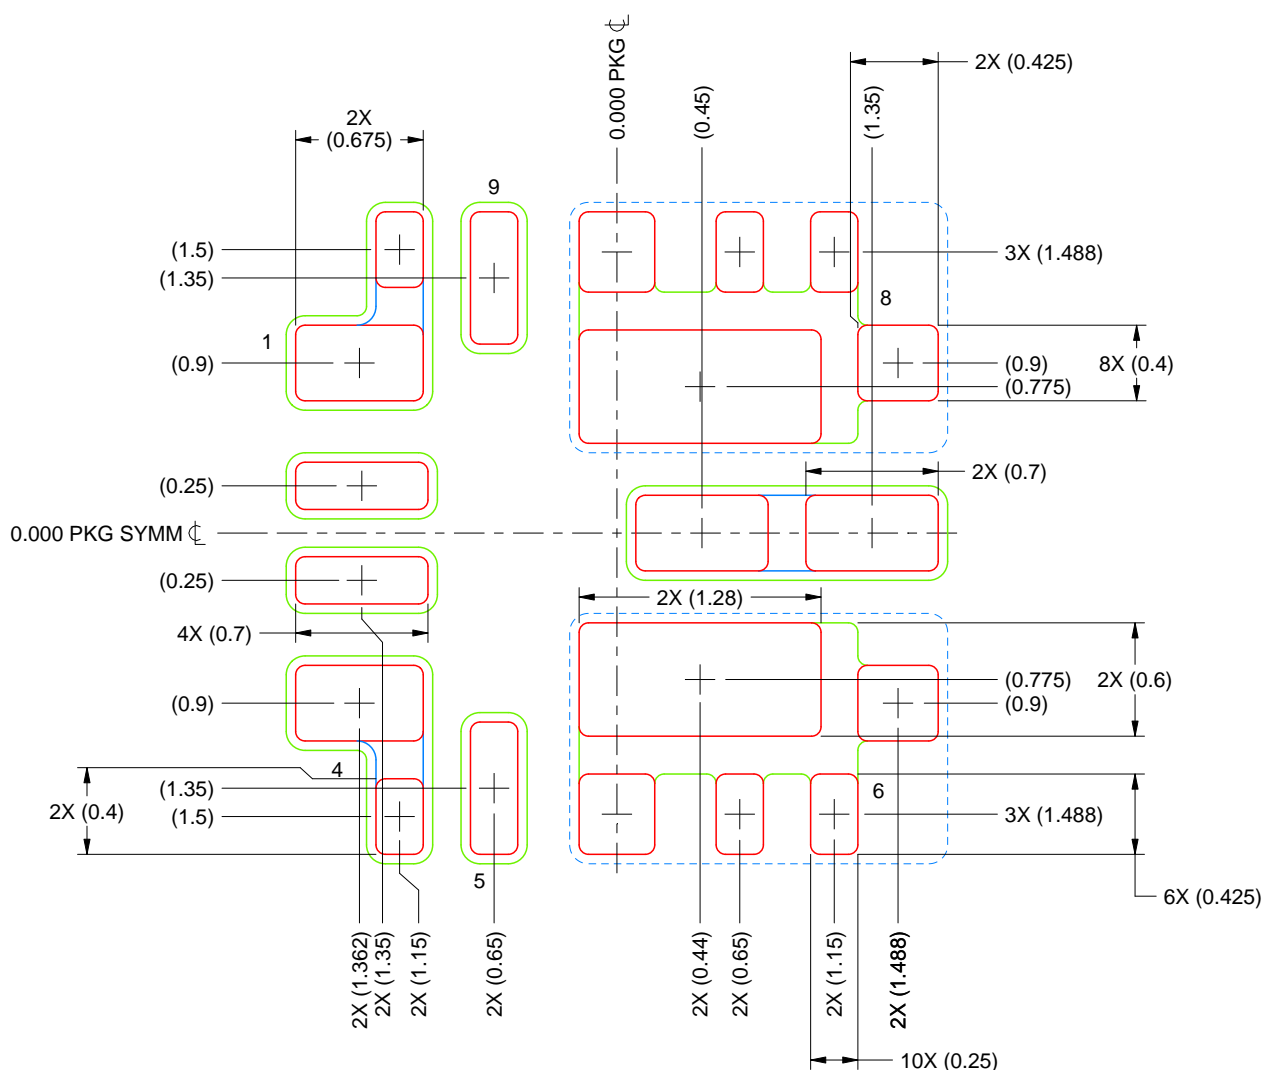 0.000 PKG ℄
2X (0.425)
2X
(0.675)
(0.45)
(1.35)
9
(1.5)
(1.35)
3X (1.488)
8
1
(0.9)
(0.9)
8X (0.4)
(0.775)
(0.25)
2X (0.7)
0.000 PKG SYMM ℄
(0.25)
2X (1.28)
4X (0.7)
(0.775)
2X (0.6)
(0.9)
(0.9)
4
(1.35)
6
2X (0.4)
(1.5)
3X (1.488)
5
6X (0.425)
2X (1.362)
2X (1.35)
2X (1.15)
2X (0.65)
2X (0.44)
2X (0.65)
2X (1.15)
2X (1.488)
10X (0.25)